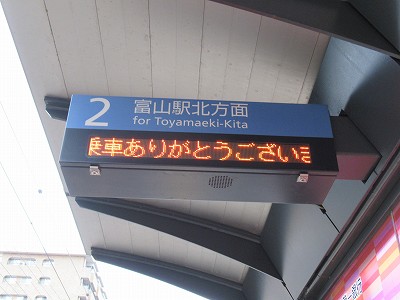 2 富山駅北方面
for Toyamaeki-Kita
乗車ありがとうござい